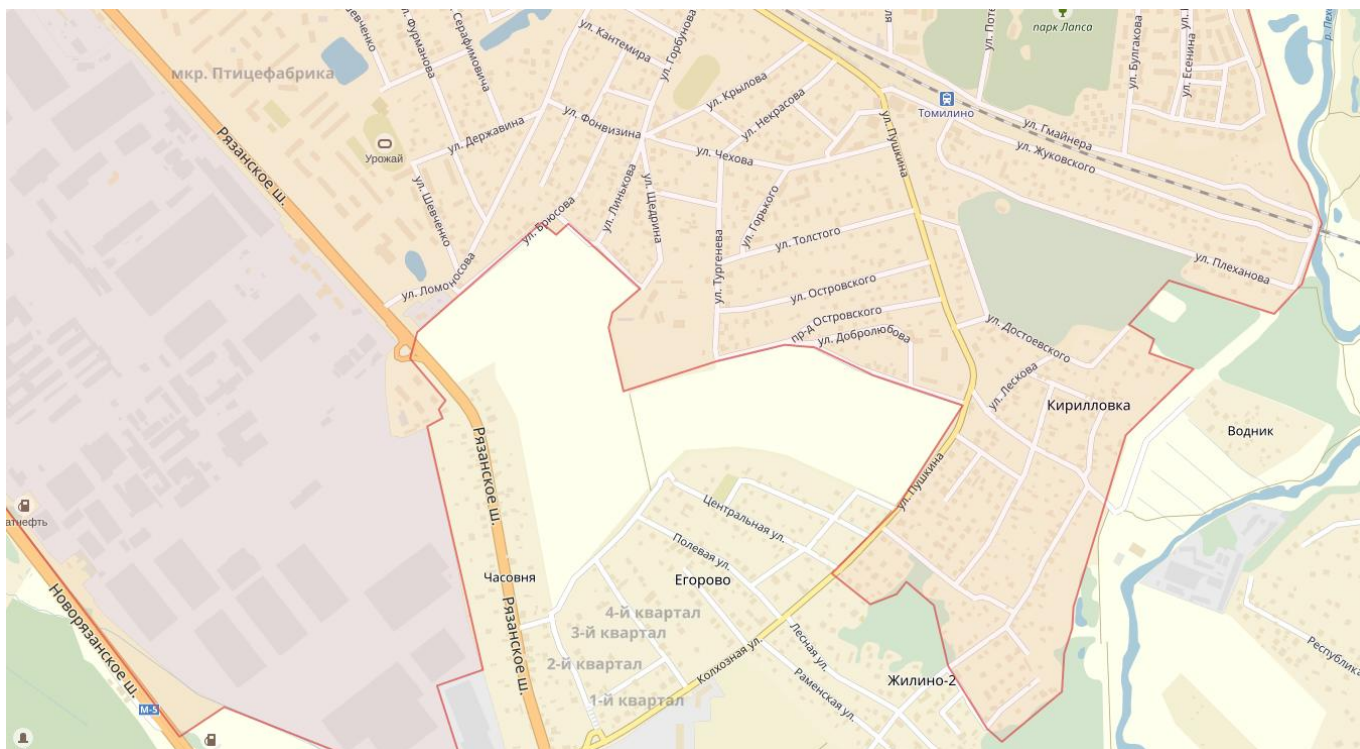 Шевченко
ул. Фурманова
Серафимовича
ул. Кантемира
ул. Горбунова
парк Лапса
ул. Булгакова
ул. Есенина
р. Пех
мкр. Птицефабрика
ул. Крылова
ул. Некрасова
Томилино
ул. Гмайнера
ул. Жуковского
ул. Пушкина
Рязанское ш.
Урожай
ул. Державина
ул. Фонвизина
ул. Чехова
ул. Шевченко
ул. Брюсова
ул. Линькова
ул. Щедрина
ул. Тургенева
ул. Горького
ул. Толстого
ул. Плеханова
ул. Ломоносова
ул. Островского
пр-д Островского
ул. Добролюбова
ул. Достоевского
ул. Лескова
Кирилловка
Водник
Рязанское ш.
ул. Пушкина
атнефть
Центральная ул.
Полевая ул.
Часовня
Егорово
Новорязанское ш.
Рязанское ш.
4-й квартал
3-й квартал
2-й квартал
1-й квартал
Колхозная ул.
Лесная ул.
Раменская ул.
Жилино-2
Республика
М-5